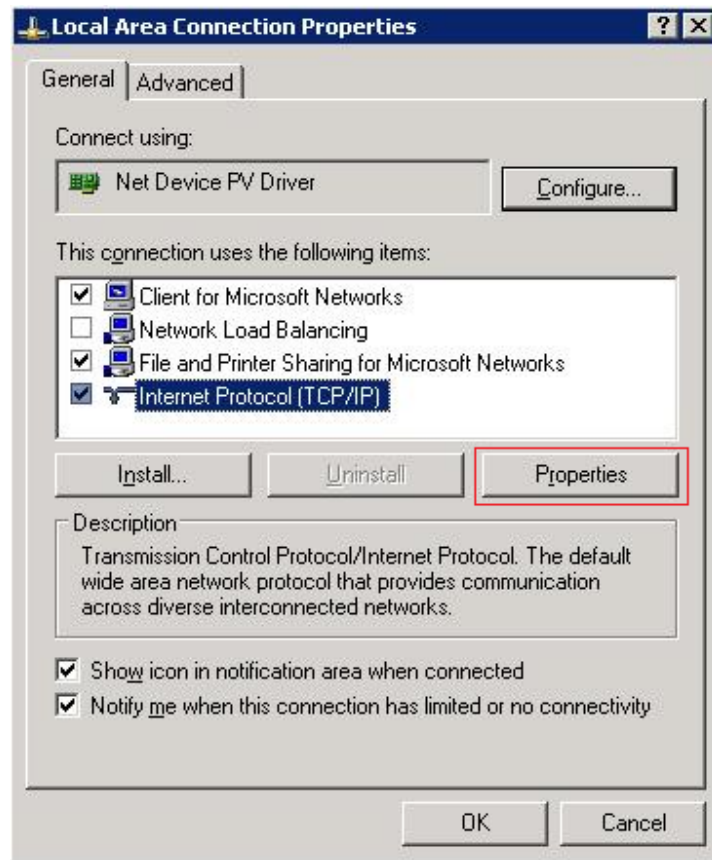 Local Area Connection Properties
General
Advanced
Connect using:
Net Device PV Driver
Configure...
This connection uses the following items:
Client for Microsoft Networks
Network Load Balancing
File and Printer Sharing for Microsoft Networks
Internet Protocol (TCP/IP)
Install...
Uninstall
Properties
Description
Transmission Control Protocol/Internet Protocol. The default
wide area network protocol that provides communication
across diverse interconnected networks.
Show icon in notification area when connected
Notify me when this connection has limited or no connectivity
OK
Cancel